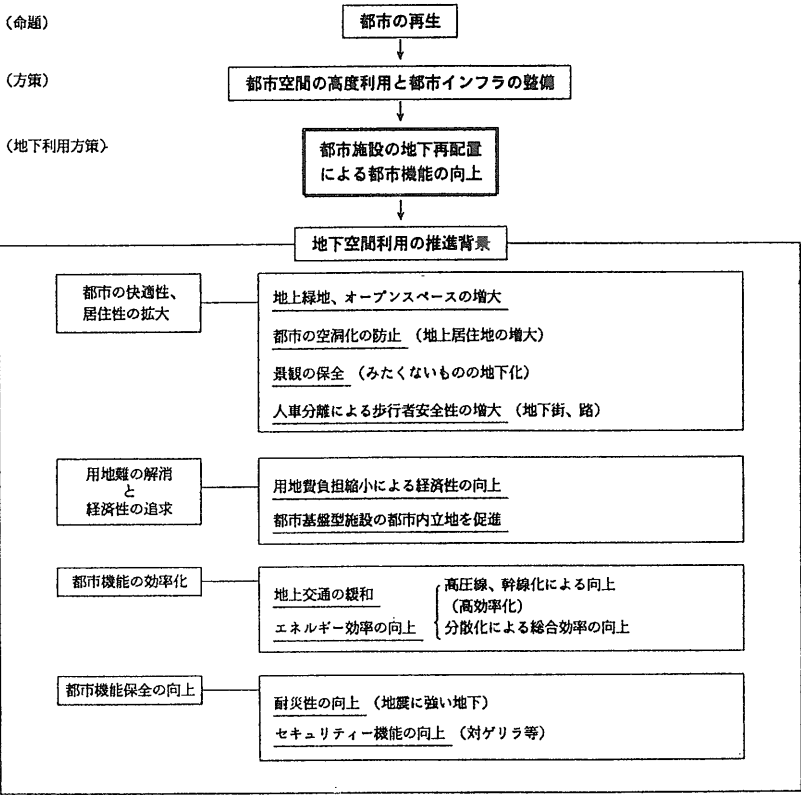 （命題）
都市の再生
（方策）
都市空間の高度利用と都市インフラの整備
（地下利用方策）
都市施設の地下再配置
による都市機能の向上
地下空間利用の推進背景
都市の快適性、
居住性の拡大
地上緑地、オープンスペースの増大
都市の空洞化の防止（地上居住地の増大）
景観の保全（みたくないものの地下化）
人車分離による歩行者安全性の増大（地下街、路）
用地難の解消
と
経済性の追求
用地費負担縮小による経済性の向上
都市基盤型施設の都市内立地を促進
都市機能の効率化
地上交通の緩和
エネルギー効率の向上
高圧線、幹線化による向上
（高効率化）
分散化による総合効率の向上
都市機能保全の向上
耐災性の向上（地震に強い地下）
セキュリティー機能の向上（対ゲリラ等）